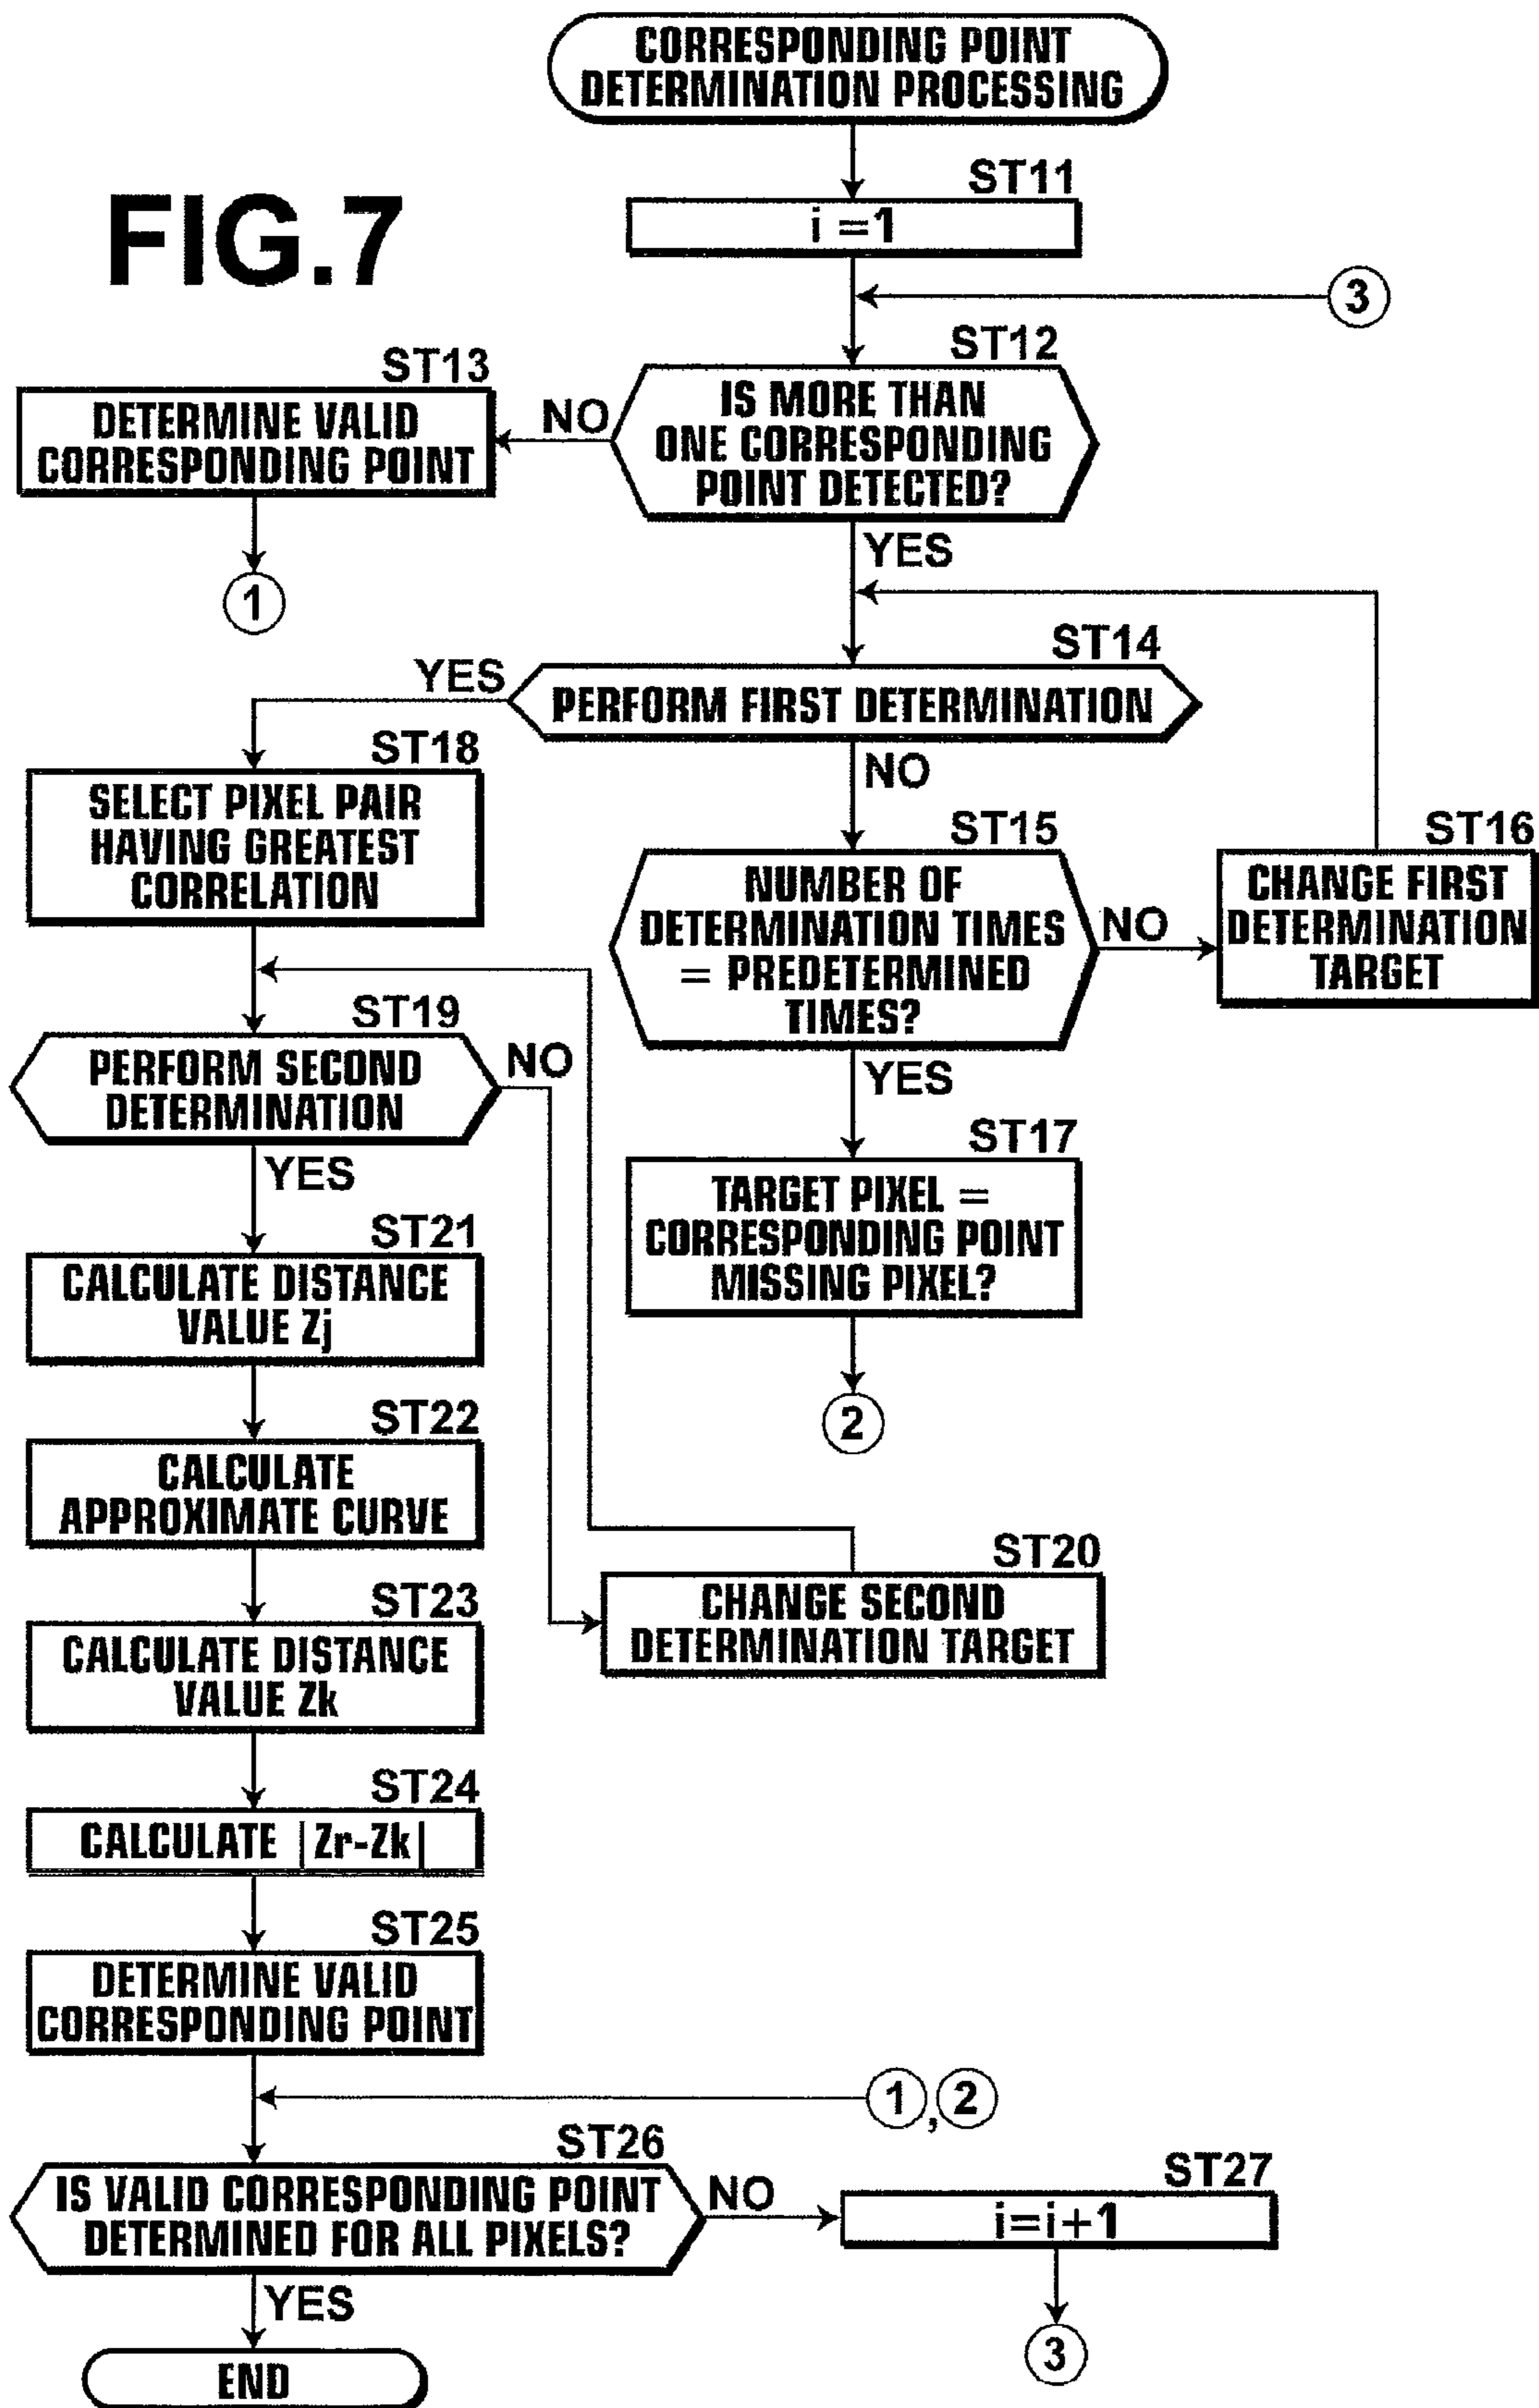 CORRESPONDING POINT
DETERMINATION PROCESSING
FIG.7
ST11
i =1
3
ST12
IS MORE THAN
ONE CORRESPONDING
POINT DETECTED?
NO
ST13
DETERMINE VALID
CORRESPONDING POINT
1
YES
ST14
PERFORM FIRST DETERMINATION
YES
NO
ST15
NUMBER OF
DETERMINATION TIMES
= PREDETERMINED
TIMES?
NO
ST16
CHANGE FIRST
DETERMINATION
TARGET
YES
ST17
TARGET PIXEL =
CORRESPONDING POINT
MISSING PIXEL?
2
ST18
SELECT PIXEL PAIR
HAVING GREATEST
CORRELATION
ST19
PERFORM SECOND
DETERMINATION
NO
ST20
CHANGE SECOND
DETERMINATION TARGET
YES
ST21
CALCULATE DISTANCE
VALUE Zj
ST22
CALCULATE
APPROXIMATE CURVE
ST23
CALCULATE DISTANCE
VALUE Zk
ST24
CALCULATE |Zr-Zk|
ST25
DETERMINE VALID
CORRESPONDING POINT
1,2
ST26
IS VALID CORRESPONDING POINT
DETERMINED FOR ALL PIXELS?
NO
ST27
i=i+1
3
YES
END